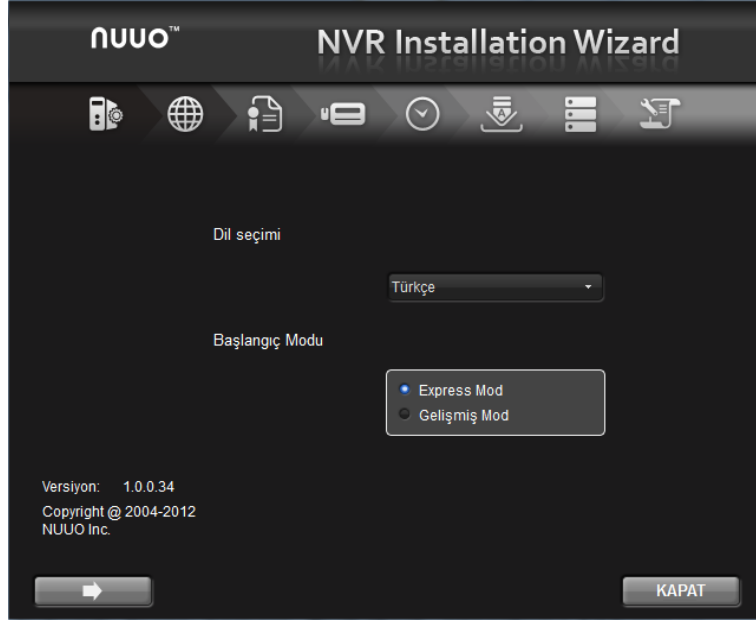 nuuo™
NVR Installation Wizard
A
Dil seçimi
Türkçe
Başlangıç Modu
Express Mod
Gelişmiş Mod
Versiyon: 1.0.0.34
Copyright @ 2004-2012
NUUO Inc.
KAPAT